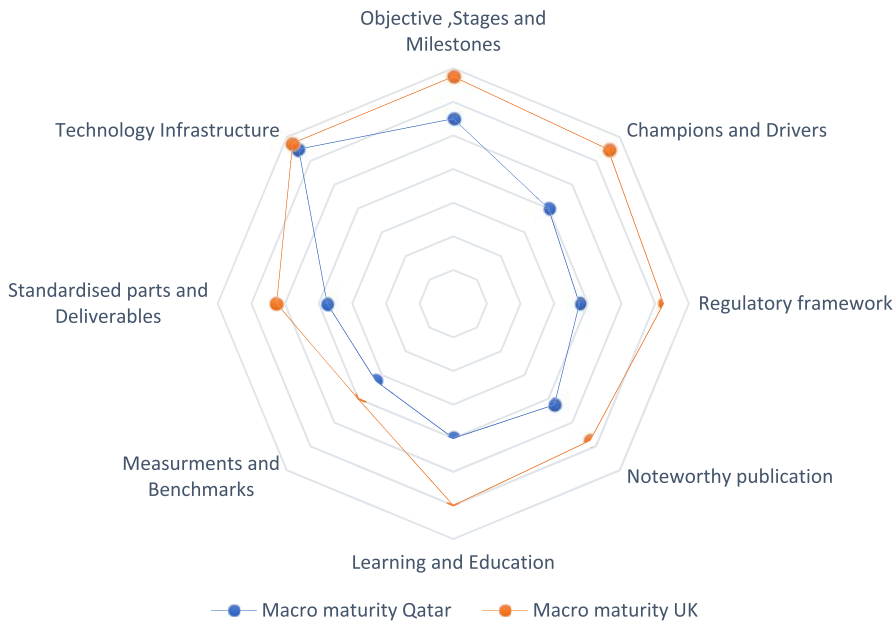 Objective ,Stages and
Milestones
Technology Infrastructure
Champions and Drivers
Standardised parts and
Deliverables
Regulatory framework
Measurments and
Benchmarks
Noteworthy publication
Learning and Education
Macro maturity Qatar
Macro maturity UK